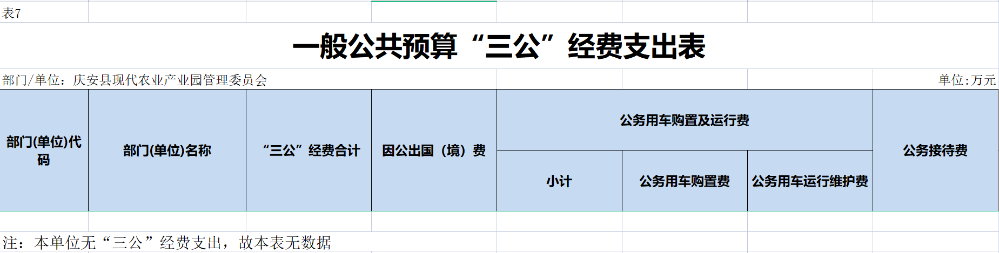 表7
一般公共预算“三公”经费支出表
部门/单位：庆安县现代农业产业园管理委员会 单位:万元
部门(单位)代码
部门(单位)名称
“三公”经费合计
因公出国（境）费
公务用车购置及运行费
小计
公务用车购置费
公务用车运行维护费
公务接待费
注：本单位无“三公”经费支出，故本表无数据